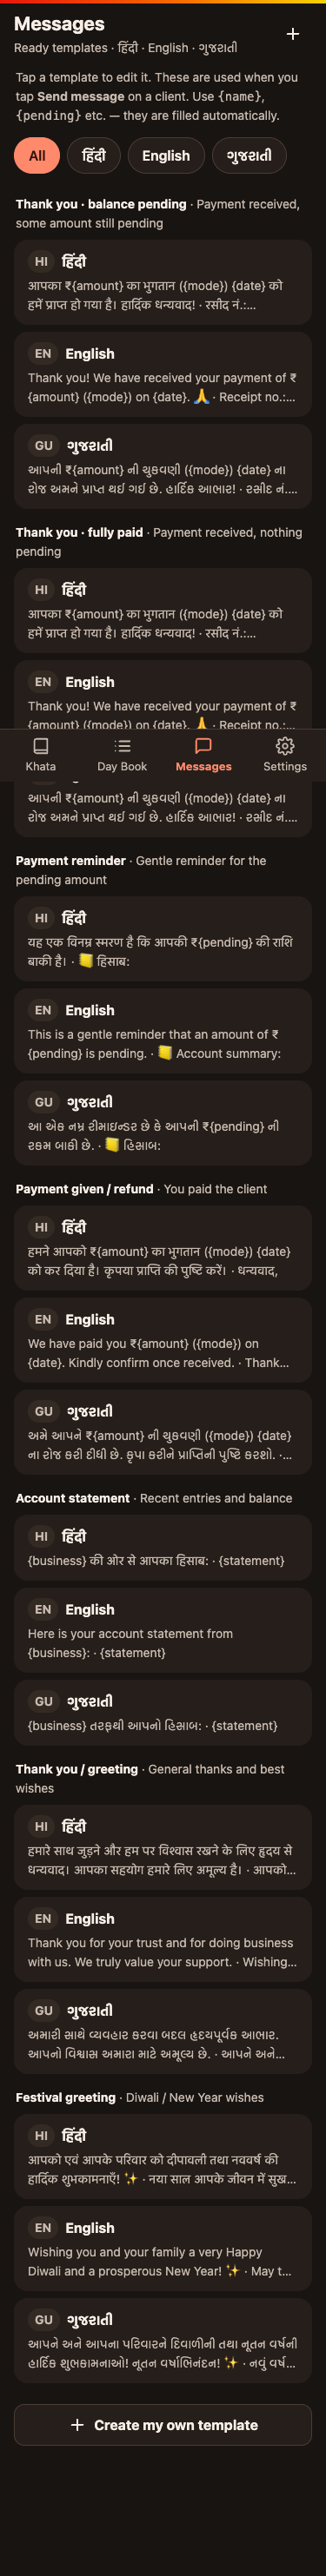 Messages
Ready templates · हिंदी · English · ગુજરાતી
Tap a template to edit it. These are used when you
tap Send message on a client. Use {name},
{pending} etc. — they are filled automatically.
All
हिंदी
English
ગુજરાતી
Thank you · balance pending · Payment received,
some amount still pending
HI हिंदी
आपका ₹{amount} का भुगतान ({mode}) {date} को
हमें प्राप्त हो गया है। हार्दिक धन्यवाद! · रसीद नं.:...
EN English
Thank you! We have received your payment of ₹
{amount} ({mode}) on {date}. 🙏 · Receipt no.:...
GU ગુજરાતી
આપની ₹{amount} ની ચુકવણી ({mode}) {date} ના
રોજ અમને પ્રાપ્ત થઈ ગઈ છે. હાર્દિક આભાર! · રસીદ નં....
Thank you · fully paid · Payment received, nothing
pending
HI हिंदी
आपका ₹{amount} का भुगतान ({mode}) {date} को
हमें प्राप्त हो गया है। हार्दिक धन्यवाद! · रसीद नं.:...
EN English
Thank you! We have received your payment of ₹
{amount} ({mode}) on {date}. 🙏 · Receipt no.:...
Khata
Day Book
Messages
Settings
આપની ₹{amount} ની ચુકવણી ({mode}) {date} ના
રોજ અમને પ્રાપ્ત થઈ ગઈ છે. હાર્દિક આભાર! · રસીદ નં....
Payment reminder · Gentle reminder for the
pending amount
HI हिंदी
यह एक विनम्र स्मरण है कि आपकी ₹{pending} की राशि
बाकी है। · 📒 हिसाब:
EN English
This is a gentle reminder that an amount of ₹
{pending} is pending. · 📒 Account summary:
GU ગુજરાતી
આ એક નમ્ર રીમાઇન્ડર છે કે આપની ₹{pending} ની
રકમ બાકી છે. · 📒 હિસાબ:
Payment given / refund · You paid the client
HI हिंदी
हमने आपको ₹{amount} का भुगतान ({mode}) {date}
को कर दिया है। कृपया प्राप्ति की पुष्टि करें। · धन्यवाद,
EN English
We have paid you ₹{amount} ({mode}) on
{date}. Kindly confirm once received. · Thank...
GU ગુજરાતી
અમે આપને ₹{amount} ની ચુકવણી ({mode}) {date}
ના રોજ કરી દીધી છે. કૃપા કરીને પ્રાપ્તિની પુષ્ટિ કરશો. ·...
Account statement · Recent entries and balance
HI हिंदी
{business} की ओर से आपका हिसाब: · {statement}
EN English
Here is your account statement from
{business}: · {statement}
GU ગુજરાતી
{business} તરફથી આપનો હિસાબ: · {statement}
Thank you / greeting · General thanks and best
wishes
HI हिंदी
हमारे साथ जुड़ने और हम पर विश्वास रखने के लिए हृदय से
धन्यवाद। आपका सहयोग हमारे लिए अमूल्य है। · आपको...
EN English
Thank you for your trust and for doing business
with us. We truly value your support. · Wishing...
GU ગુજરાતી
અમારી સાથે વ્યવહાર કરવા બદલ હૃદયપૂર્વક આભાર.
આપનો વિશ્વાસ અમારા માટે અમૂલ્ય છે. · આપને અને...
Festival greeting · Diwali / New Year wishes
HI हिंदी
आपको एवं आपके परिवार को दीपावली तथा नववर्ष की
हार्दिक शुभकामनाएँ! ✨ · नया साल आपके जीवन में सुख...
EN English
Wishing you and your family a very Happy
Diwali and a prosperous New Year! ✨ · May t...
GU ગુજરાતી
આપને અને આપના પરિવારને દિવાળીની તથા નૂતન વર્ષની
હાર્દિક શુભકામનાઓ! નૂતન વર્ષાભિનંદન! ✨ · નવું વર્ષ...
Create my own template